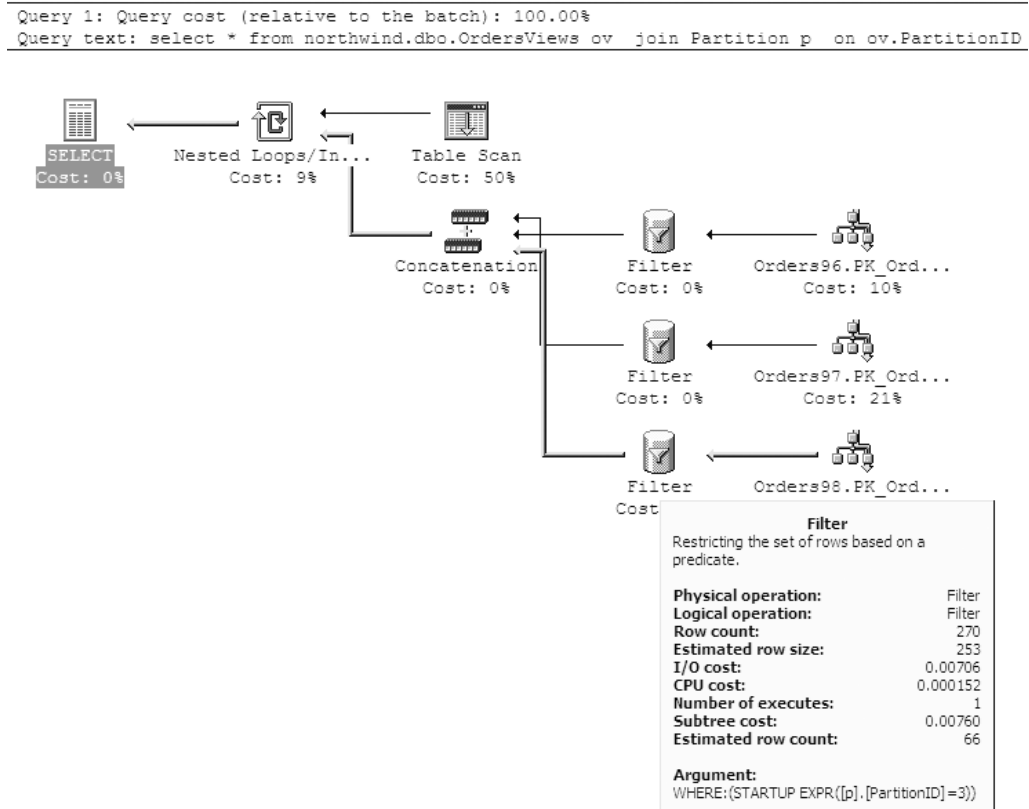 Query 1: Query cost (relative to the batch): 100.00%
Query text: select * from northwind.dbo.OrdersViews ov  join Partition p  on ov.PartitionID
SELECT
Cost: 0%
Nested Loops/In...
Cost: 9%
Table Scan
Cost: 50%
Concatenation
Cost: 0%
Filter
Cost: 0%
Orders96.PK_Ord...
Cost: 10%
Filter
Cost: 0%
Orders97.PK_Ord...
Cost: 21%
Filter
Cost
Orders98.PK_Ord...
Filter
Restricting the set of rows based on a
predicate.
Physical operation: Filter
Logical operation: Filter
Row count: 270
Estimated row size: 253
I/O cost: 0.00706
CPU cost: 0.000152
Number of executes: 1
Subtree cost: 0.00760
Estimated row count: 66
Argument:
WHERE:(STARTUP EXPR([p].[PartitionID]=3))